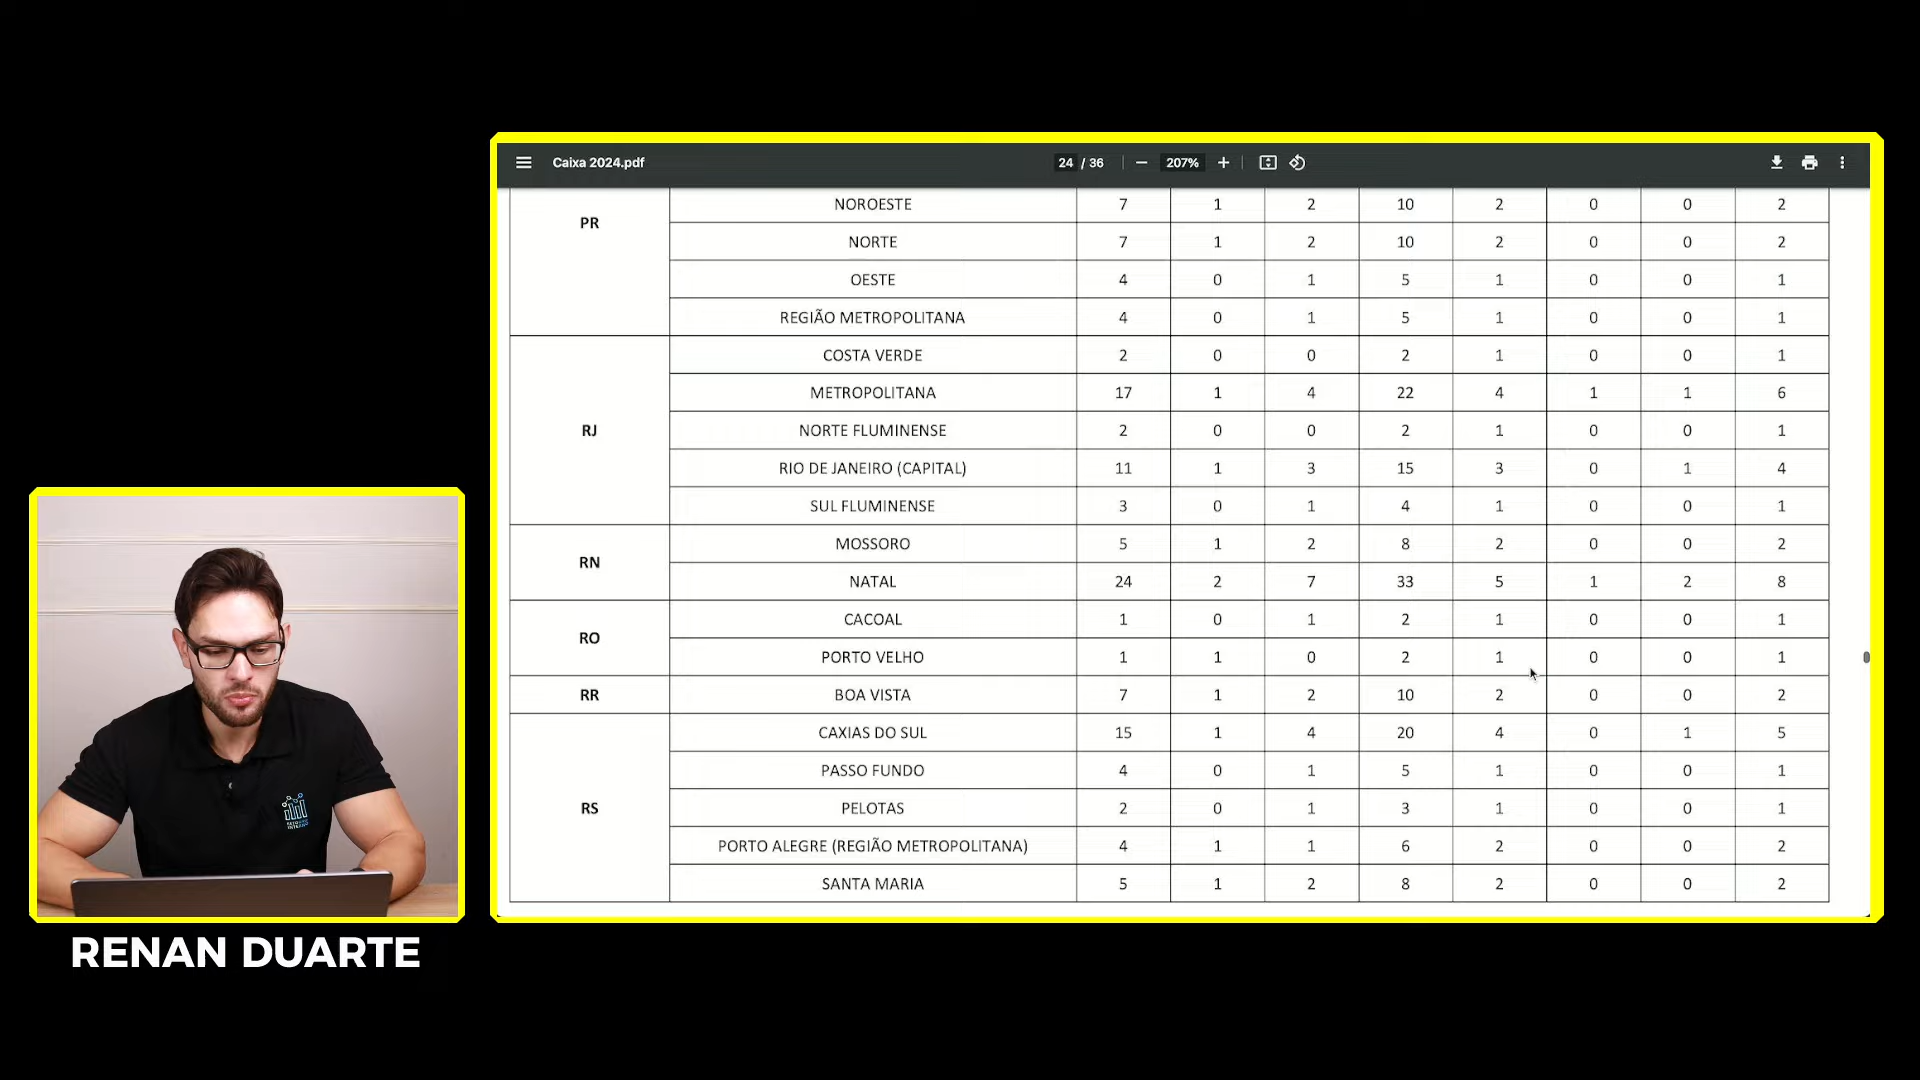 Caixa 2024.pdf
24 / 36
207%
PR
NOROESTE 7 1 2 10 2 0 0 2
NORTE 7 1 2 10 2 0 0 2
OESTE 4 0 1 5 1 0 0 1
REGIÃO METROPOLITANA 4 0 1 5 1 0 0 1
RJ
COSTA VERDE 2 0 0 2 1 0 0 1
METROPOLITANA 17 1 4 22 4 1 1 6
NORTE FLUMINENSE 2 0 0 2 1 0 0 1
RIO DE JANEIRO (CAPITAL) 11 1 3 15 3 0 1 4
SUL FLUMINENSE 3 0 1 4 1 0 0 1
RN
MOSSORO 5 1 2 8 2 0 0 2
NATAL 24 2 7 33 5 1 2 8
RO
CACOAL 1 0 1 2 1 0 0 1
PORTO VELHO 1 1 0 2 1 0 0 1
RR
BOA VISTA 7 1 2 10 2 0 0 2
RS
CAXIAS DO SUL 15 1 4 20 4 0 1 5
PASSO FUNDO 4 0 1 5 1 0 0 1
PELOTAS 2 0 1 3 1 0 0 1
PORTO ALEGRE (REGIÃO METROPOLITANA) 4 1 1 6 2 0 0 2
SANTA MARIA 5 1 2 8 2 0 0 2
RENAN DUARTE